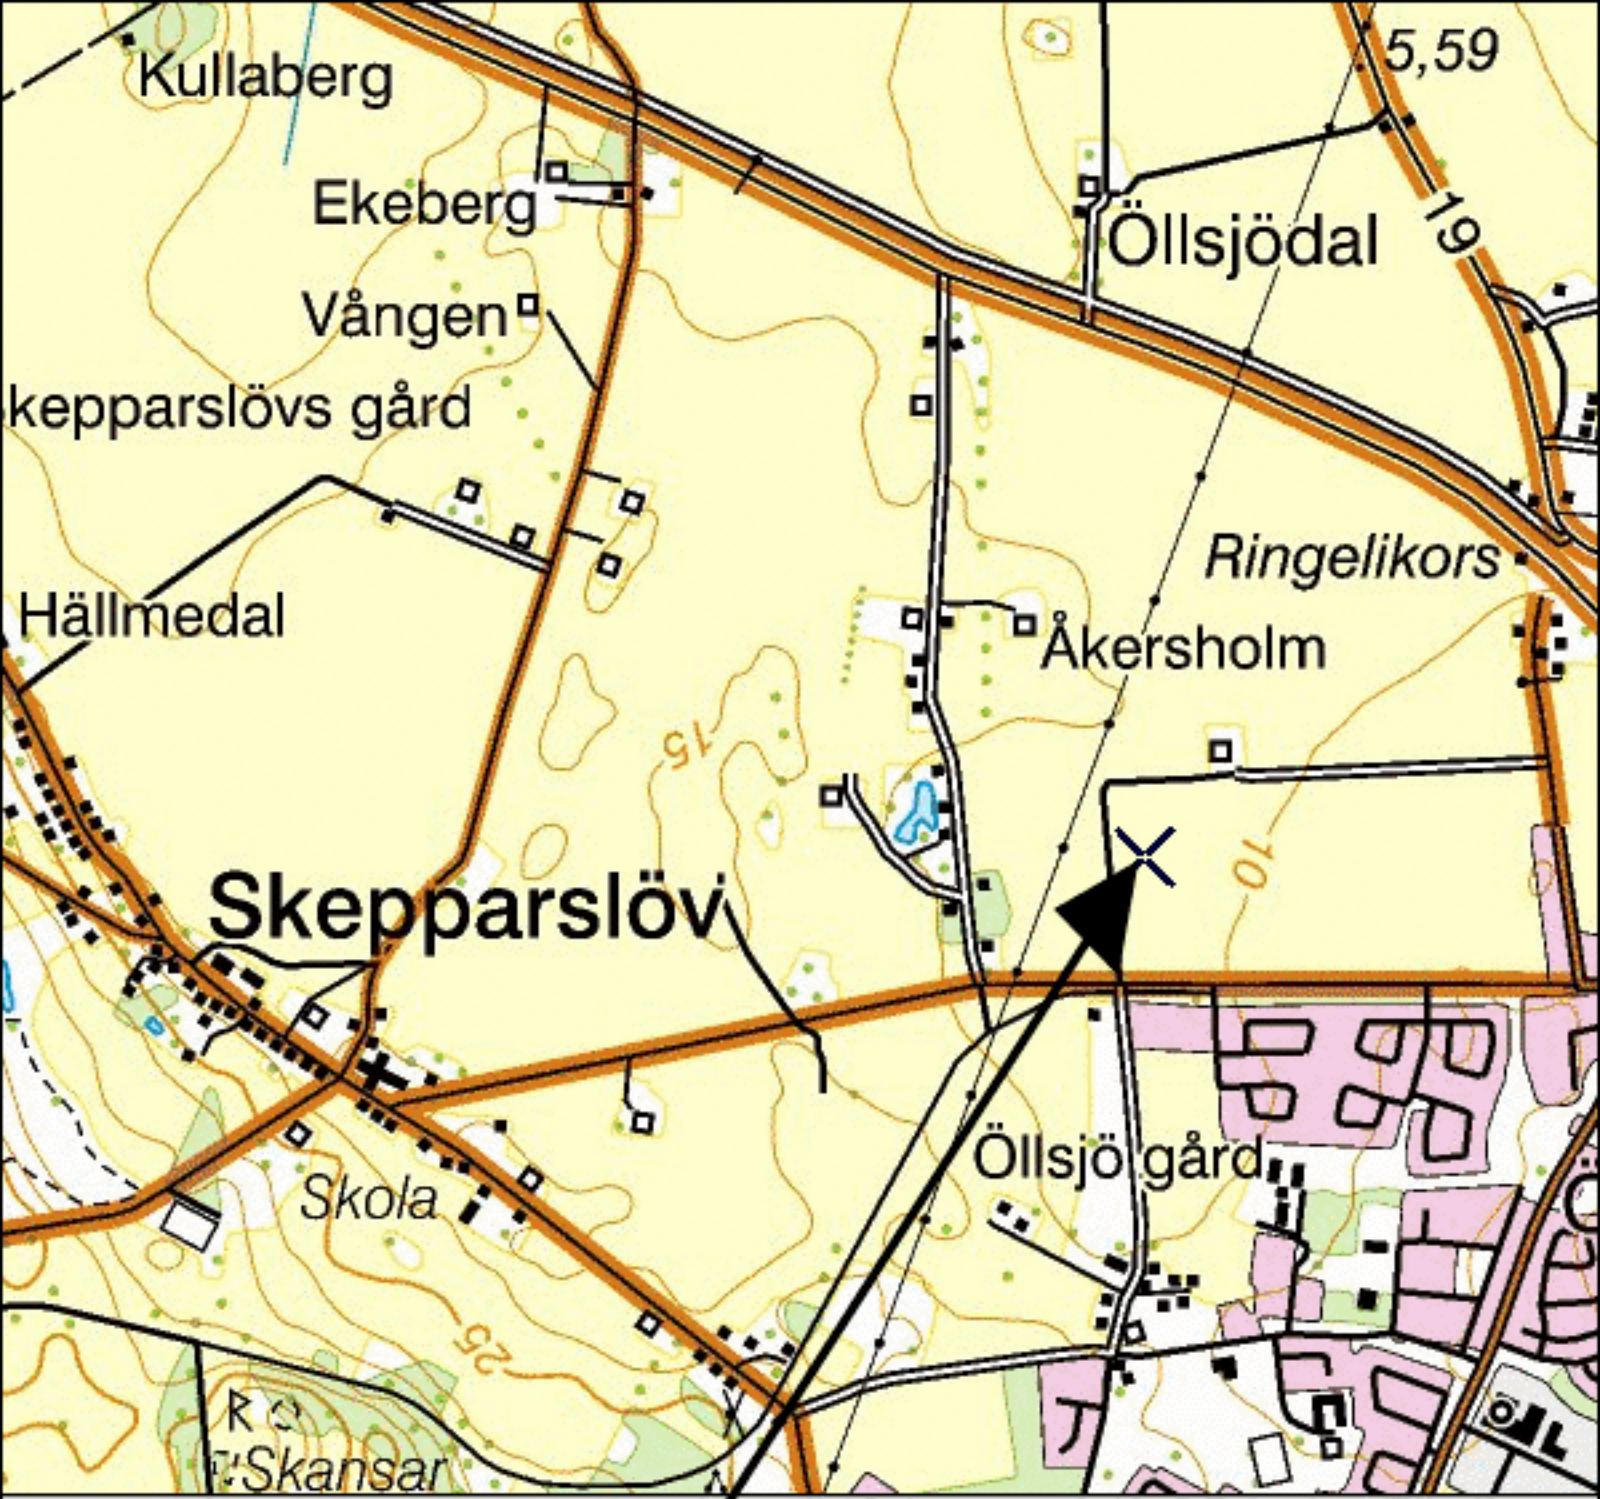 5,59
Kullaberg
Ekeberg
19
Öllsjödal
Vången
kepparslövs gård
Ringelikors
Hällmedal
Åkersholm
15
10
Skepparslöv
Öllsjö gård
Skola
Ö
25
R
Skansar